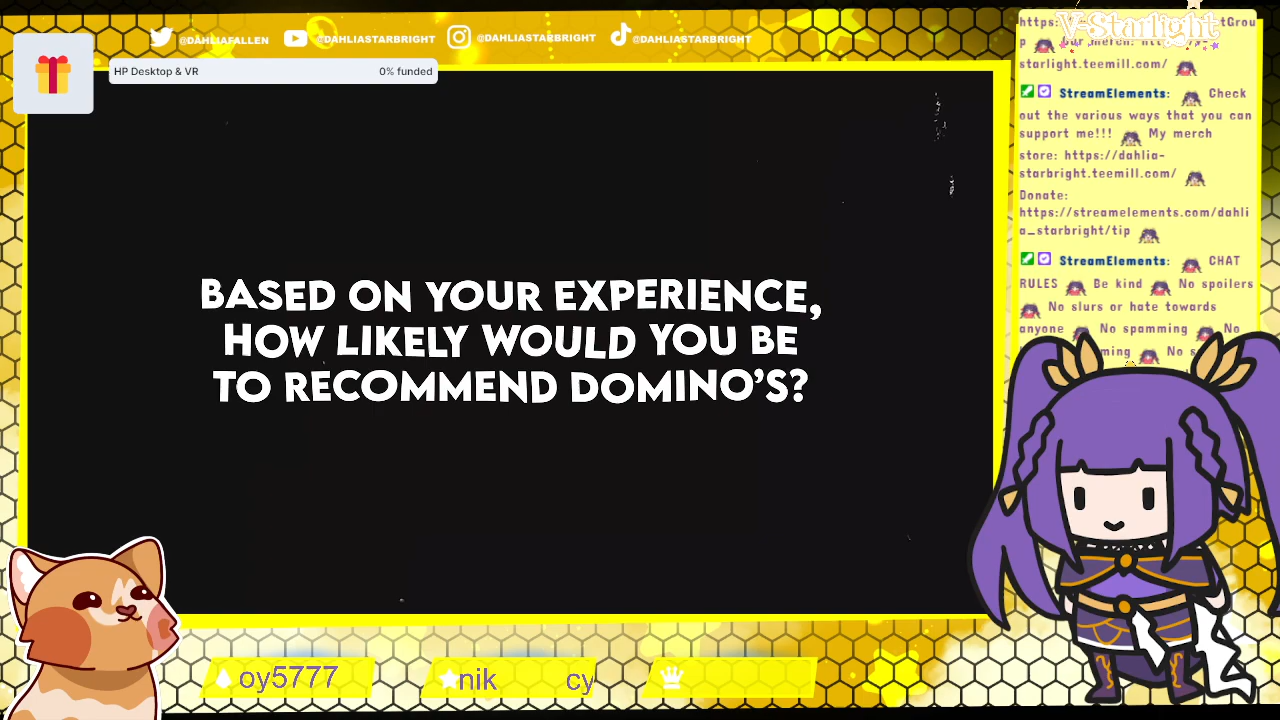 @DAHLIAFALLEN
@DAHLIASTARBRIGHT
@DAHLIASTARBRIGHT
@DAHLIASTARBRIGHT
HP Desktop & VR
0% funded
BASED ON YOUR EXPERIENCE,
HOW LIKELY WOULD YOU BE
TO RECOMMEND DOMINO'S?
V-Starlight
starlight.teemill.com/
StreamElements: Check
out the various ways that you can
support me!!! My merch
store: https://dahlia-
starbright.teemill.com/
Donate:
https://streamelements.com/dahli
a_starbright/tip
StreamElements: CHAT
RULES Be kind No spoilers
No slurs or hate towards
anyone No spamming No
oy5777
nik cy